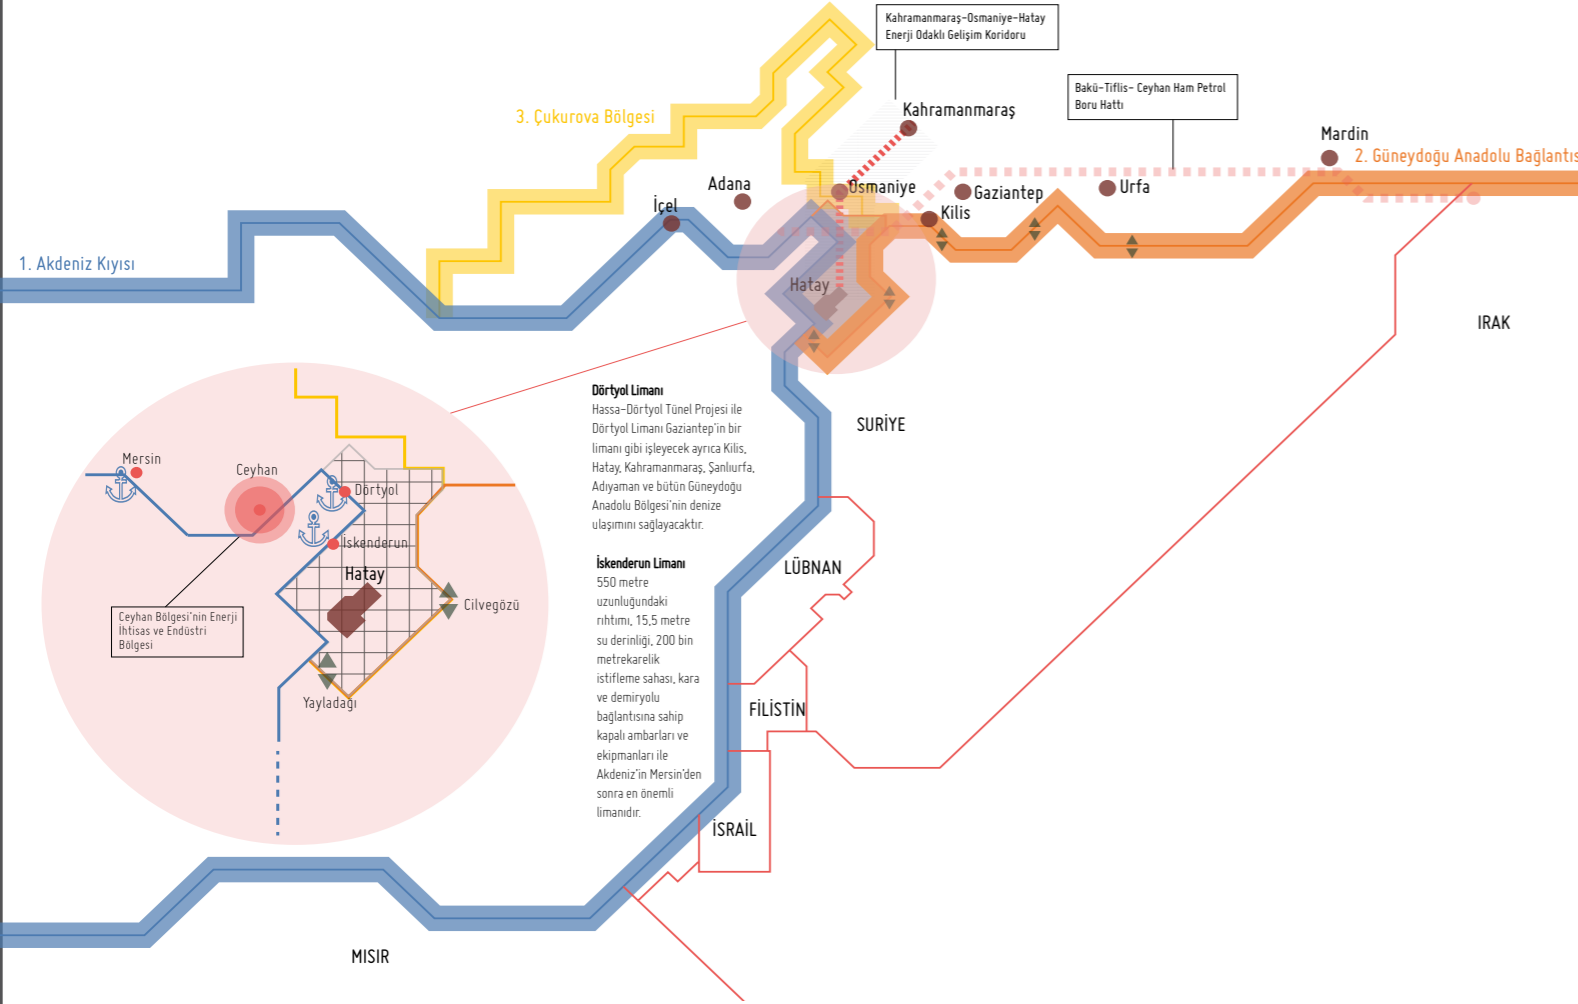 Kahramanmaraş-Osmaniye-Hatay
Enerji Odaklı Gelişim Koridoru
Bakü-Tiflis- Ceyhan Ham Petrol
Boru Hattı
3. Çukurova Bölgesi
Kahramanmaraş
Mardin
2. Güneydoğu Anadolu Bağlantıs
Adana
Osmaniye
Gaziantep
Urfa
İçel
Kilis
1. Akdeniz Kıyısı
Hatay
IRAK
SURİYE
Dörtyol Limanı
Hassa-Dörtyol Tünel Projesi ile
Dörtyol Limanı Gaziantep'in bir
limanı gibi işleyecek ayrıca Kilis,
Hatay, Kahramanmaraş, Şanlıurfa,
Adıyaman ve bütün Güneydoğu
Anadolu Bölgesi'nin denize
ulaşımını sağlayacaktır.
Mersin
Ceyhan
Dörtyol
İskenderun
Hatay
Cilvegözü
Ceyhan Bölgesi'nin Enerji
İhtisas ve Endüstri
Bölgesi
Yayladağı
İskenderun Limanı
550 metre
uzunluğundaki
rıhtımı, 15,5 metre
su derinliği, 200 bin
metrekarelik
istifleme sahası, kara
ve demiryolu
bağlantısına sahip
kapalı ambarları ve
ekipmanları ile
Akdeniz'in Mersin'den
sonra en önemli
limanıdır.
LÜBNAN
FİLİSTİN
İSRAİL
MISIR